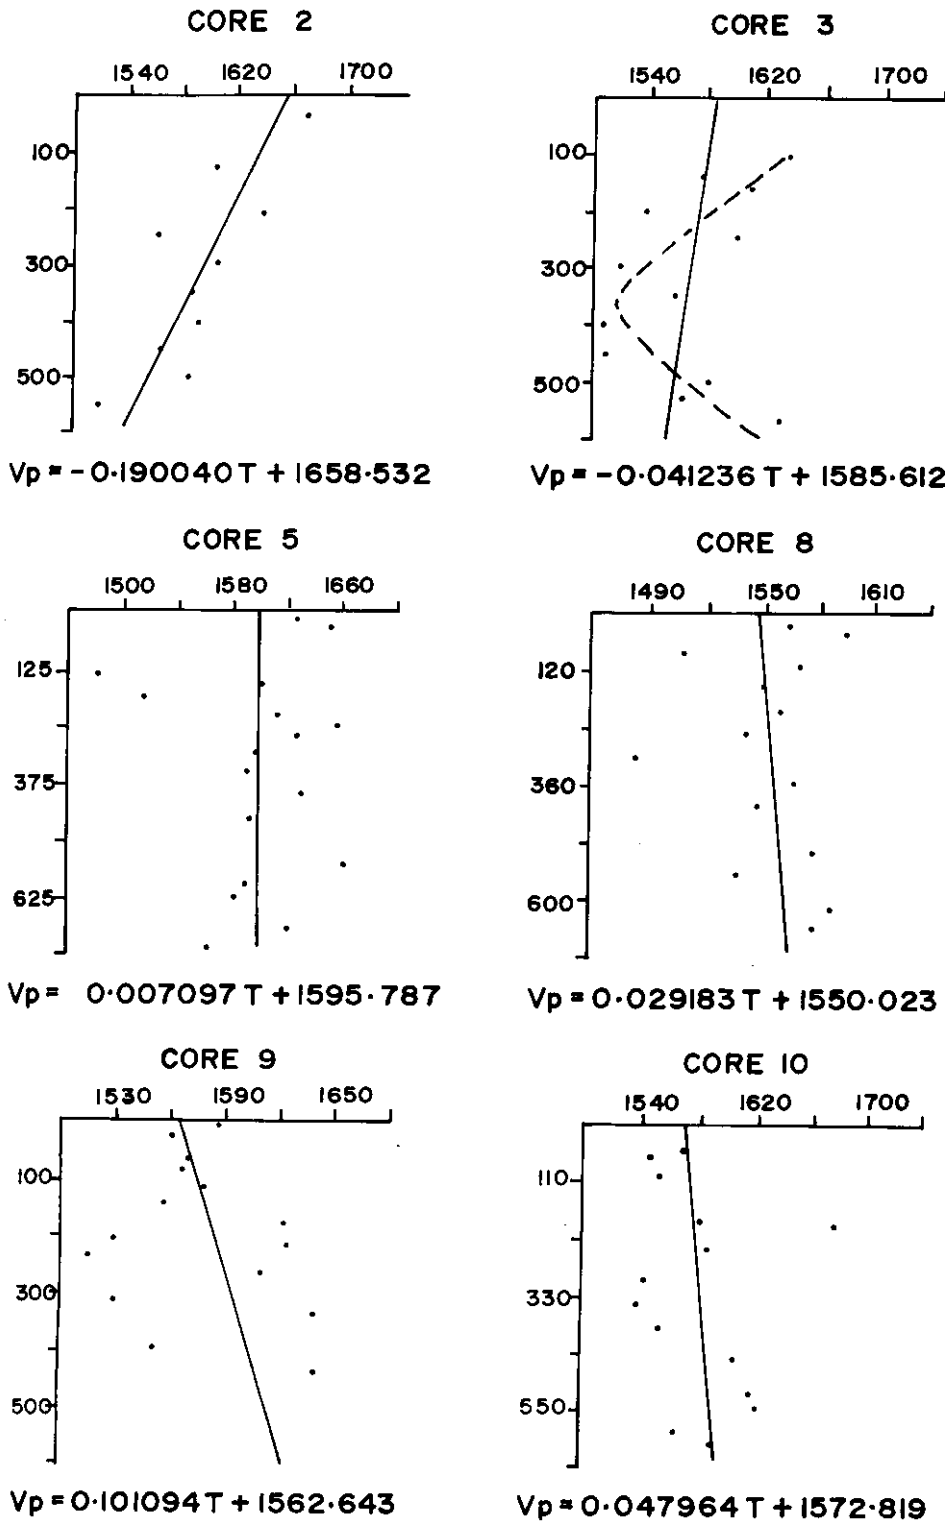 CORE 2
1540 1620 1700
100
300
500
Vp = -0·190040 T + 1658·532
CORE 3
1540 1620 1700
100
300
500
Vp = -0·041236 T + 1585·612
CORE 5
1500 1580 1660
125
375
625
Vp = 0·007097 T + 1595·787
CORE 8
1490 1550 1610
120
360
600
Vp = 0·029183 T + 1550·023
CORE 9
1530 1590 1650
100
300
500
Vp = 0·101094 T + 1562·643
CORE 10
1540 1620 1700
110
330
550
Vp = 0·047964 T + 1572·819